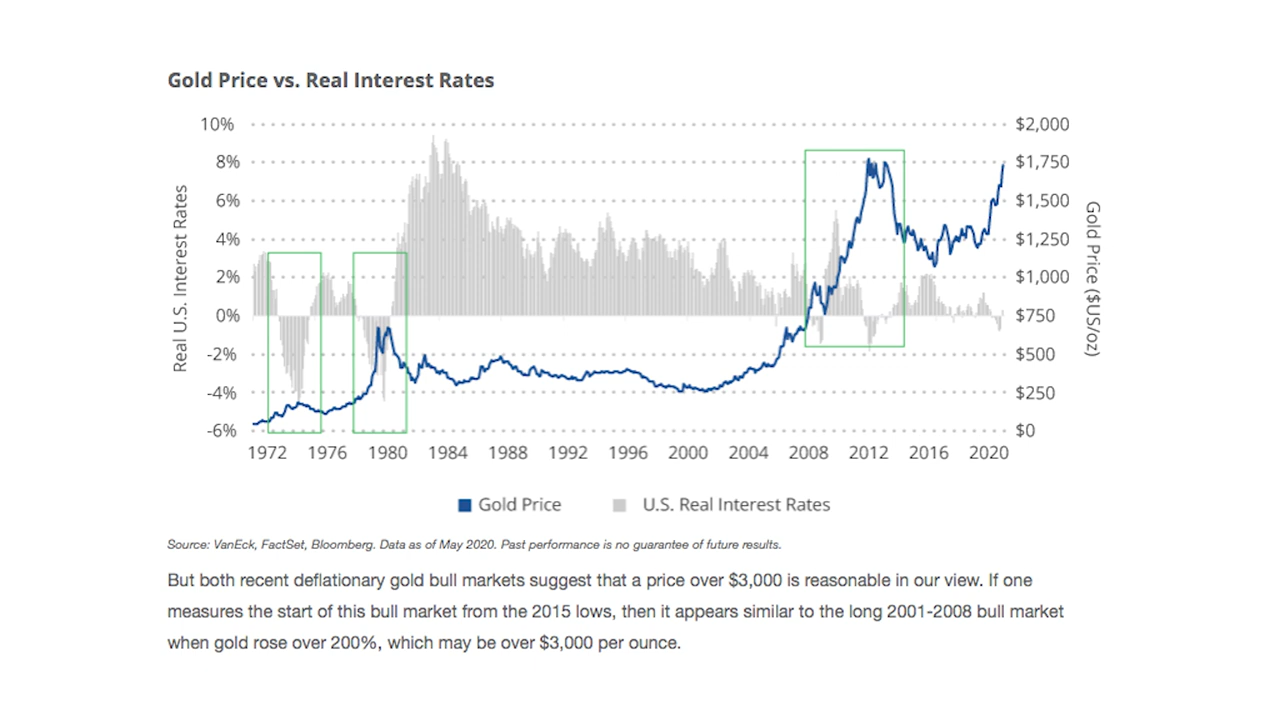 Gold Price vs. Real Interest Rates
10%
8%
6%
4%
2%
0%
-2%
-4%
-6%
Real U.S. Interest Rates
$2,000
$1,750
$1,500
$1,250
$1,000
$750
$500
$250
$0
Gold Price ($US/oz)
1972 1976 1980 1984 1988 1992 1996 2000 2004 2008 2012 2016 2020
Gold Price U.S. Real Interest Rates
Source: VanEck, FactSet, Bloomberg. Data as of May 2020. Past performance is no guarantee of future results.
But both recent deflationary gold bull markets suggest that a price over $3,000 is reasonable in our view. If one
measures the start of this bull market from the 2015 lows, then it appears similar to the long 2001-2008 bull market
when gold rose over 200%, which may be over $3,000 per ounce.